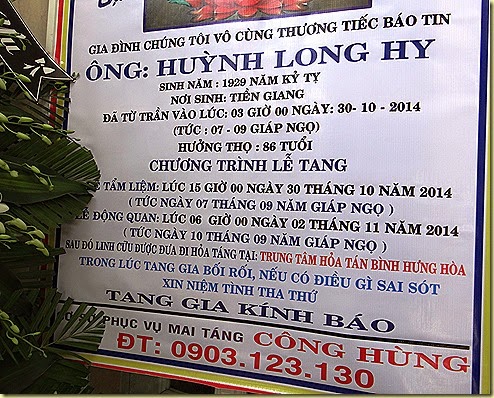 GIA ĐÌNH CHÚNG TÔI VÔ CÙNG THƯƠNG TIẾC BÁO TIN
ÔNG: HUỲNH LONG HY
SINH NĂM : 1929 NĂM KỶ TỴ
NƠI SINH: TIỀN GIANG
ĐÃ TỪ TRẦN VÀO LÚC: 03 GIỜ 00 NGÀY: 30- 10 - 2014
(TỨC : 07 - 09 GIÁP NGỌ)
HƯỞNG THỌ : 86 TUỔI
CHƯƠNG TRÌNH LỄ TANG
TẨM LIỆM: LÚC 15 GIỜ 00 NGÀY 30 THÁNG 10 NĂM 2014
( TỨC NGÀY 07 THÁNG 09 NĂM GIÁP NGỌ )
LỄ ĐỘNG QUAN: LÚC 06 GIỜ 00 NGÀY 02 THÁNG 11 NĂM 2014
( TỨC NGÀY 10 THÁNG 09 NĂM GIÁP NGỌ )
SAU ĐÓ LINH CỮU ĐƯỢC ĐƯA ĐI HỎA TÁNG TẠI: TRUNG TÂM HỎA TÁN BÌNH HƯNG HÒA
TRONG LÚC TANG GIA BỐI RỐI, NẾU CÓ ĐIỀU GÌ SAI SÓT
XIN NIỆM TÌNH THA THỨ
TANG GIA KÍNH BÁO
PHỤC VỤ MAI TÁNG CÔNG HÙNG
ĐT: 0903.123.130